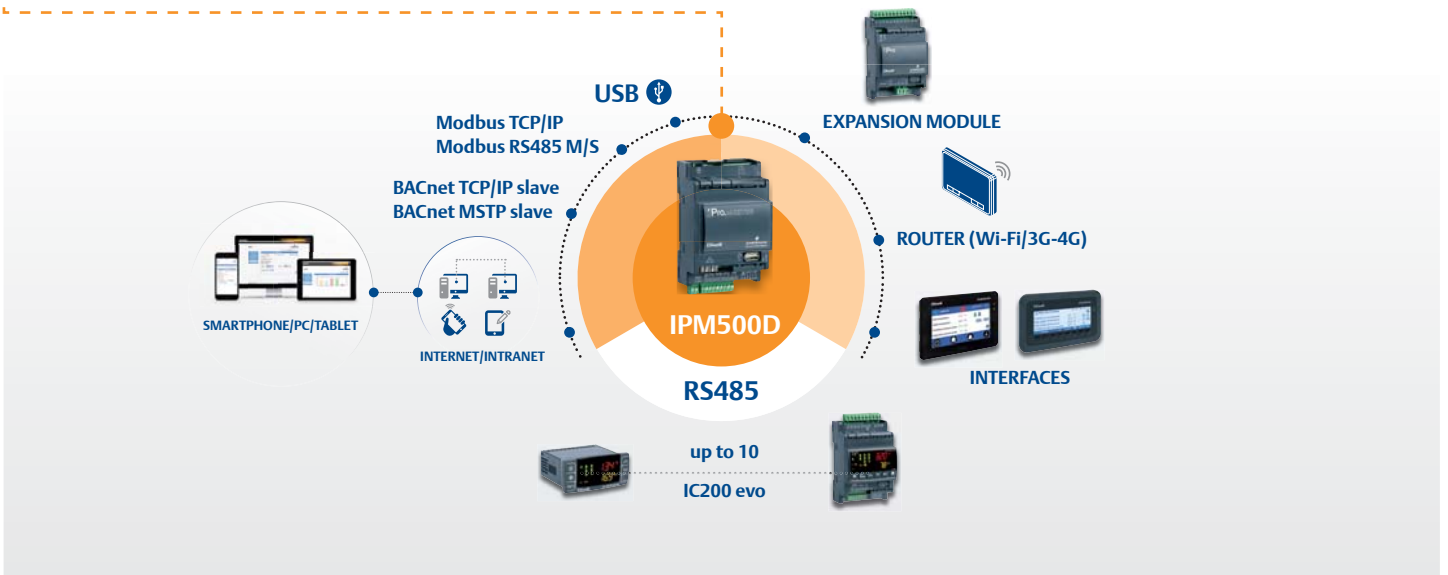 USB
EXPANSION MODULE
Modbus TCP/IP
Modbus RS485 M/S
BACnet TCP/IP slave
BACnet MSTP slave
ROUTER (Wi-Fi/3G-4G)
SMARTPHONE/PC/TABLET
INTERNET/INTRANET
IPM500D
INTERFACES
RS485
up to 10
IC200 evo